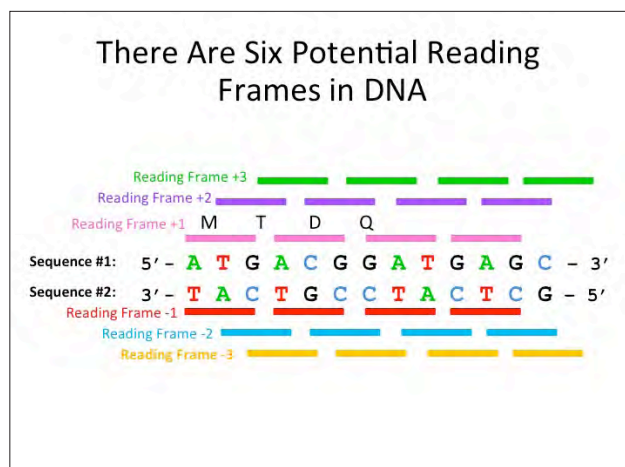 There Are Six Potential Reading
Frames in DNA
Reading Frame +3
Reading Frame +2
Reading Frame +1 M T D Q
Sequence #1: 5′ – A T G A C G G A T G A G C – 3′
Sequence #2: 3′ – T A C T G C C T A C T C G – 5′
Reading Frame -1
Reading Frame -2
Reading Frame -3